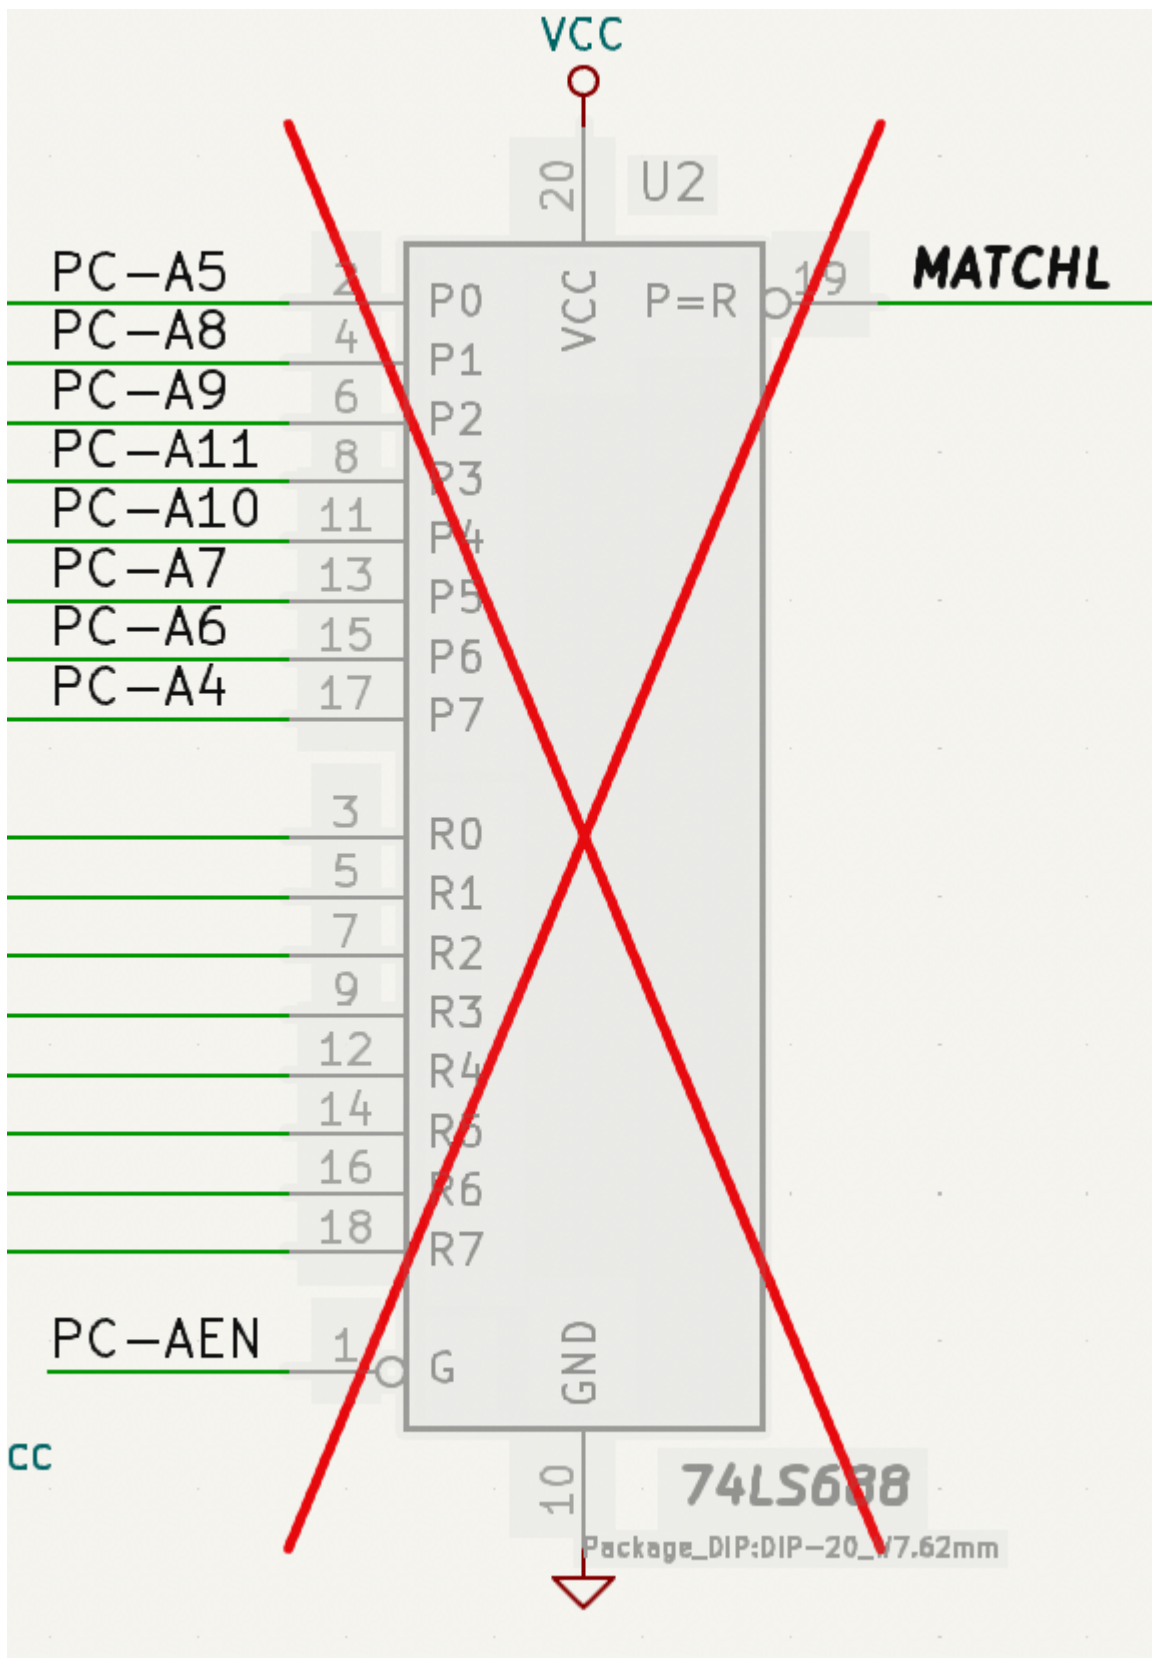 VCC
20
U2
PC-A5 2 P0 VCC P=R 19 MATCHL
PC-A8 4 P1
PC-A9 6 P2
PC-A11 8 P3
PC-A10 11 P4
PC-A7 13 P5
PC-A6 15 P6
PC-A4 17 P7
3 R0
5 R1
7 R2
9 R3
12 R4
14 R5
16 R6
18 R7
PC-AEN 1 G GND
CC
10
74LS688
Package_DIP:DIP-20_W7.62mm